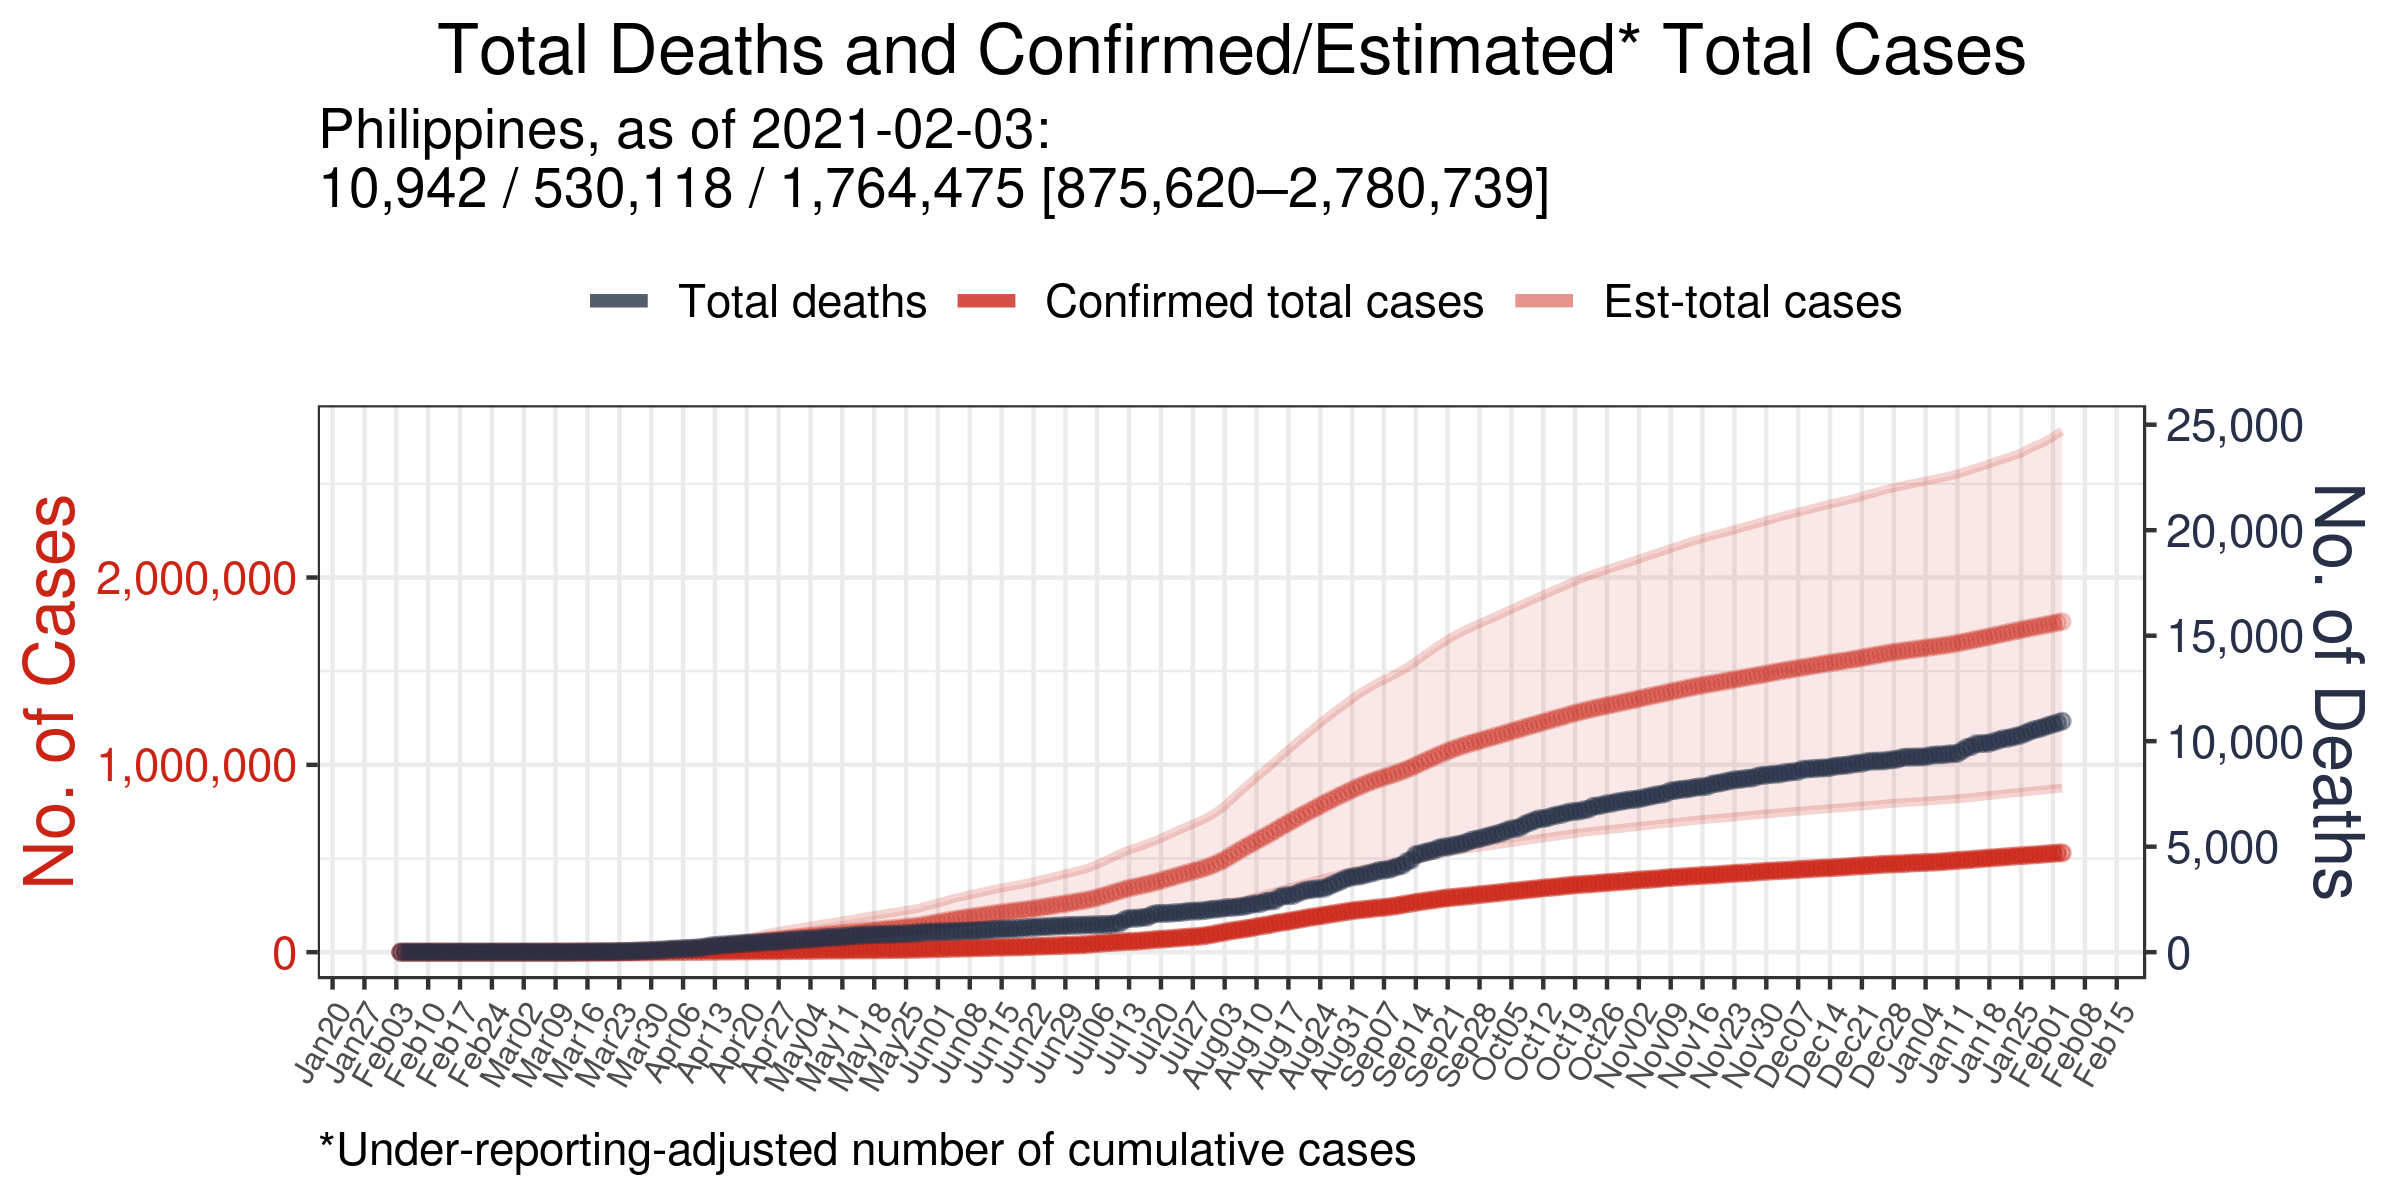 Total Deaths and Confirmed/Estimated* Total Cases
Philippines, as of 2021-02-03:
10,942 / 530,118 / 1,764,475 [875,620–2,780,739]
Total deaths
Confirmed total cases
Est-total cases
No. of Cases
2,000,000
1,000,000
0
25,000
20,000
15,000
10,000
5,000
0
No. of Deaths
Jan20
Jan27
Feb03
Feb10
Feb17
Feb24
Mar02
Mar09
Mar16
Mar23
Mar30
Apr06
Apr13
Apr20
Apr27
May04
May11
May18
May25
Jun01
Jun08
Jun15
Jun22
Jun29
Jul06
Jul13
Jul20
Jul27
Aug03
Aug10
Aug17
Aug24
Aug31
Sep07
Sep14
Sep21
Sep28
Oct05
Oct12
Oct19
Oct26
Nov02
Nov09
Nov16
Nov23
Nov30
Dec07
Dec14
Dec21
Dec28
Jan04
Jan11
Jan18
Jan25
Feb01
Feb08
Feb15
*Under-reporting-adjusted number of cumulative cases